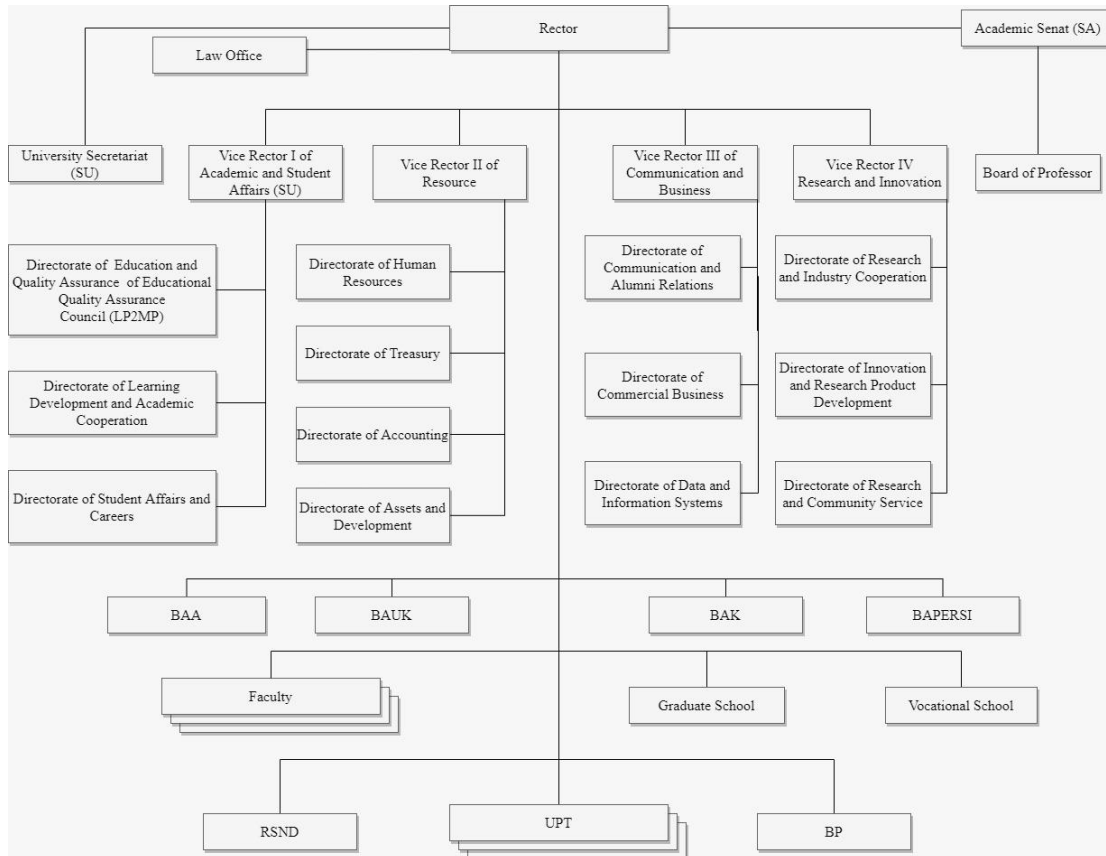 Rector
Academic Senat (SA)
Law Office
University Secretariat
(SU)
Vice Rector I of
Academic and Student
Affairs (SU)
Vice Rector II of
Resource
Vice Rector III of
Communication and
Business
Vice Rector IV
Research and Innovation
Board of Professor
Directorate of Education and
Quality Assurance of Educational
Quality Assurance
Council (LP2MP)
Directorate of Human
Resources
Directorate of
Communication and
Alumni Relations
Directorate of Research
and Industry Cooperation
Directorate of Treasury
Directorate of Learning
Development and Academic
Cooperation
Directorate of
Commercial Business
Directorate of Innovation
and Research Product
Development
Directorate of Accounting
Directorate of Student Affairs and
Careers
Directorate of Assets and
Development
Directorate of Data and
Information Systems
Directorate of Research
and Community Service
BAA
BAUK
BAK
BAPERSI
Faculty
Graduate School
Vocational School
RSND
UPT
BP